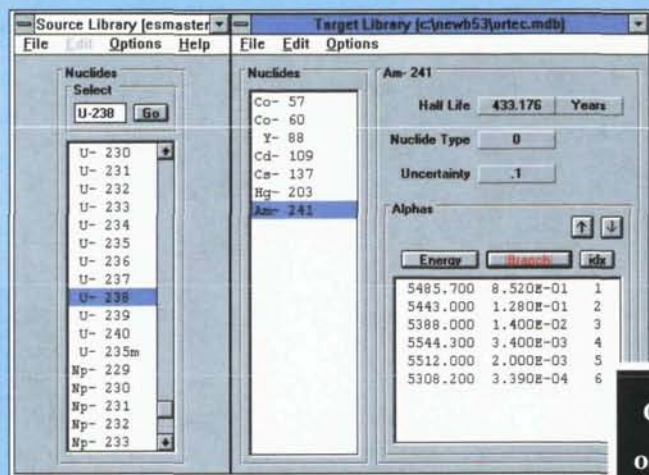 Source Library [esmaster
File Edit Options Help
Nuclides
Select
U-238 Go
U- 230
U- 231
U- 232
U- 233
U- 234
U- 235
U- 236
U- 237
U- 238
U- 239
U- 240
U- 235m
Np- 229
Np- 230
Np- 231
Np- 232
Np- 233
Target Library [c:\newb53\ortec.mdb]
File Edit Options
Nuclides
Co- 57
Co- 60
Y- 88
Cd- 109
Cs- 137
Hg- 203
Am- 241
Am- 241
Half Life 433.176 Years
Nuclide Type 0
Uncertainty .1
Alphas
Energy Branch idx
5485.700 8.520E-01 1
5443.000 1.280E-01 2
5388.000 1.400E-02 3
5544.300 3.400E-03 4
5512.000 2.000E-03 5
5308.200 3.390E-04 6